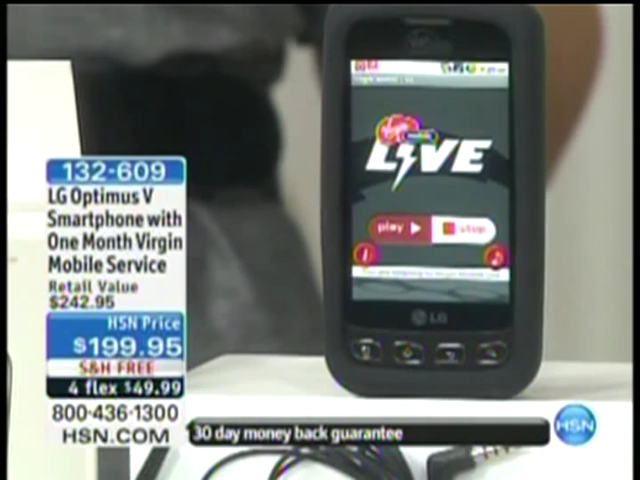 132-609
LG Optimus V
Smartphone with
One Month Virgin
Mobile Service
Retail Value
$242.95
HSN Price
$199.95
S&H FREE
4 flex $49.99
800-436-1300
HSN.COM
30 day money back guarantee
HSN
LIVE
play
stop
LG